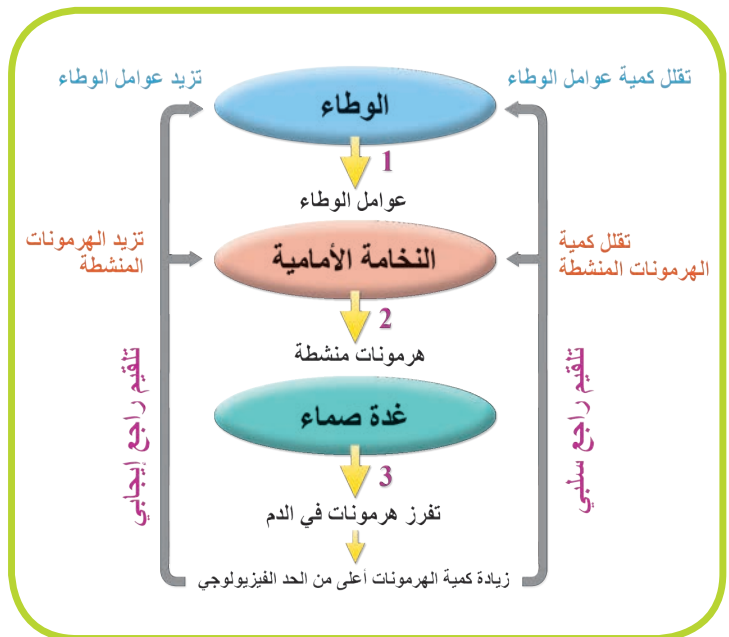 تقلل كمية عوامل الوطاء
تزيد عوامل الوطاء
الوطاء
1
عوامل الوطاء
تقلل كمية
الهرمونات المنشطة
النخامة الأمامية
تزيد الهرمونات
المنشطة
2
هرمونات منشطة
تلقيم راجع سلبي
غدة صماء
تلقيم راجع إيجابي
3
تفرز هرمونات في الدم
زيادة كمية الهرمونات أعلى من الحد الفيزيولوجي